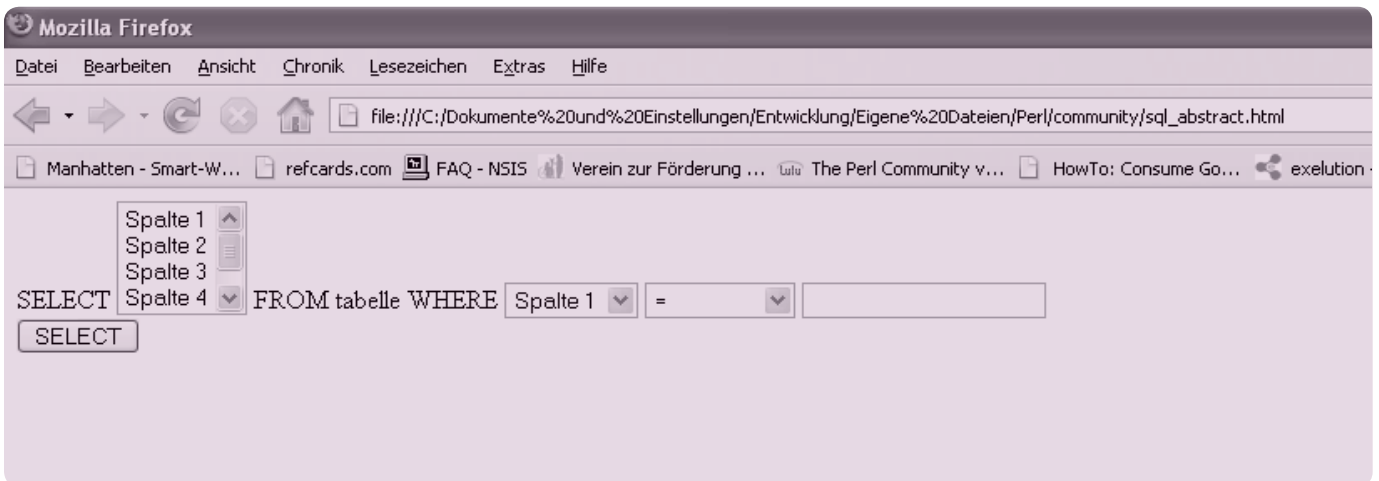 Mozilla Firefox
Datei Bearbeiten Ansicht Chronik Lesezeichen Extras Hilfe
file:///C:/Dokumente%20und%20Einstellungen/Entwicklung/Eigene%20Dateien/Perl/community/sql_abstract.html
Manhatten - Smart-W... refcards.com FAQ - NSIS Verein zur Förderung ... lulu The Perl Community v... HowTo: Consume Go... exelution -
Spalte 1
Spalte 2
Spalte 3
SELECT Spalte 4 FROM tabelle WHERE Spalte 1 =
SELECT